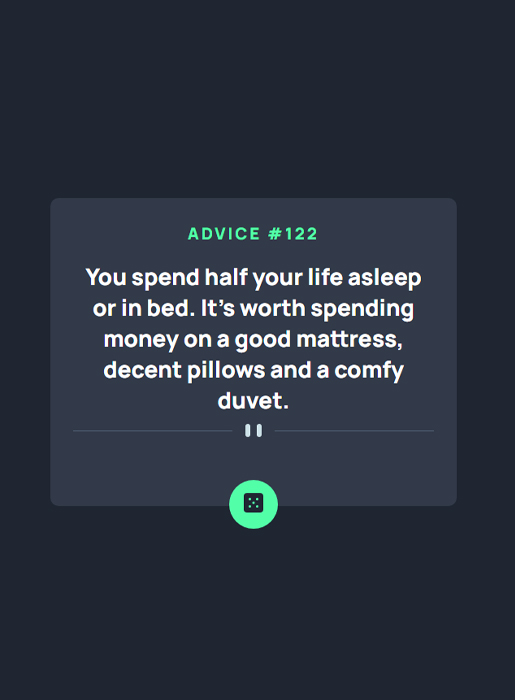 ADVICE #122
You spend half your life asleep
or in bed. It's worth spending
money on a good mattress,
decent pillows and a comfy
duvet.